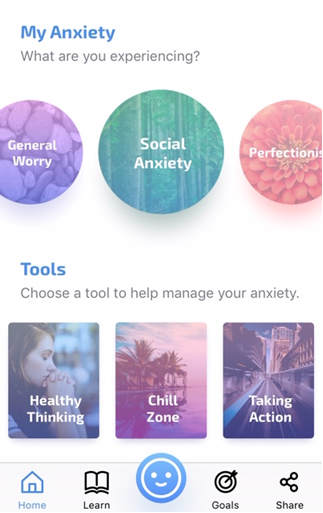 My Anxiety
What are you experiencing?
General
Worry
Social
Anxiety
Perfectionis
Tools
Choose a tool to help manage your anxiety.
Healthy
Thinking
Chill
Zone
Taking
Action
Home
Learn
Goals
Share